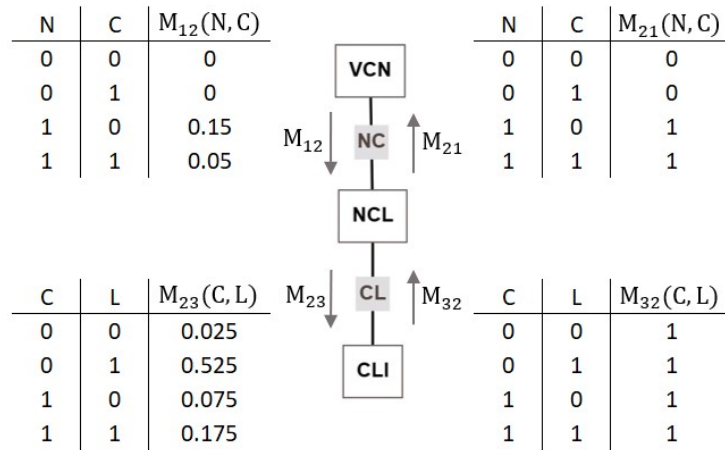 N C M₁₂(N, C)
0 0 0
0 1 0
1 0 0.15
1 1 0.05
VCN
M₁₂ NC M₂₁
NCL
M₂₃ CL M₃₂
CLI
N C M₂₁(N, C)
0 0 0
0 1 0
1 0 1
1 1 1
C L M₂₃(C, L)
0 0 0.025
0 1 0.525
1 0 0.075
1 1 0.175
C L M₃₂(C, L)
0 0 1
0 1 1
1 0 1
1 1 1